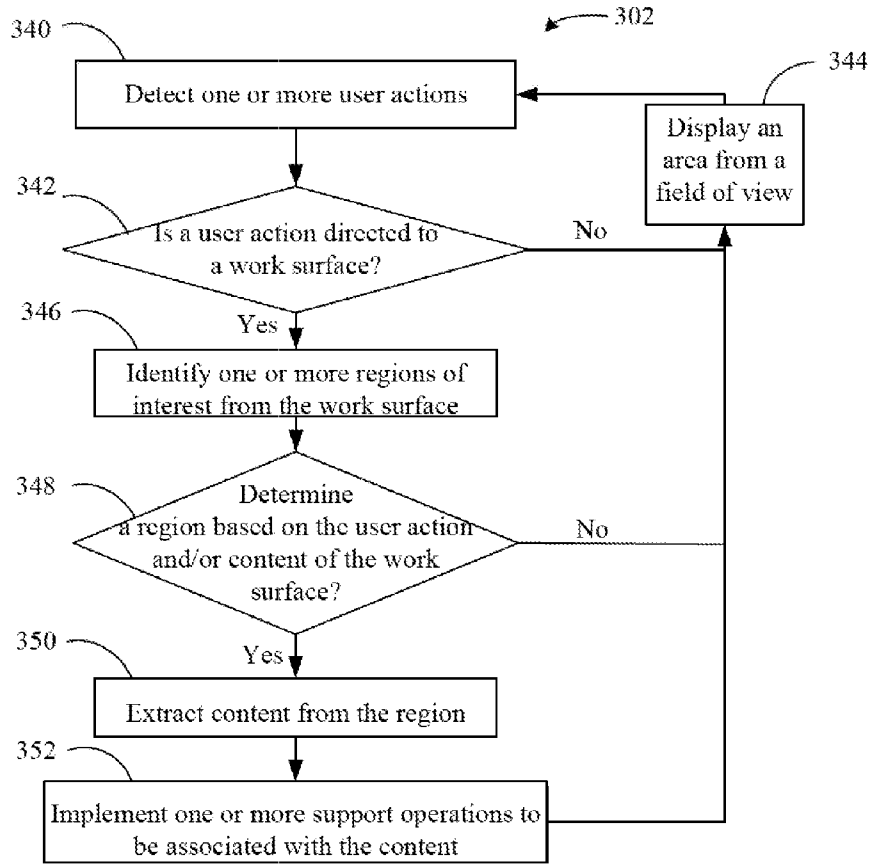 340
302
344
Detect one or more user actions
Display an
area from a
field of view
342
Is a user action directed to
a work surface?
No
Yes
346
Identify one or more regions of
interest from the work surface
348
Determine
a region based on the user action
and/or content of the work
surface?
No
Yes
350
Extract content from the region
352
Implement one or more support operations to
be associated with the content